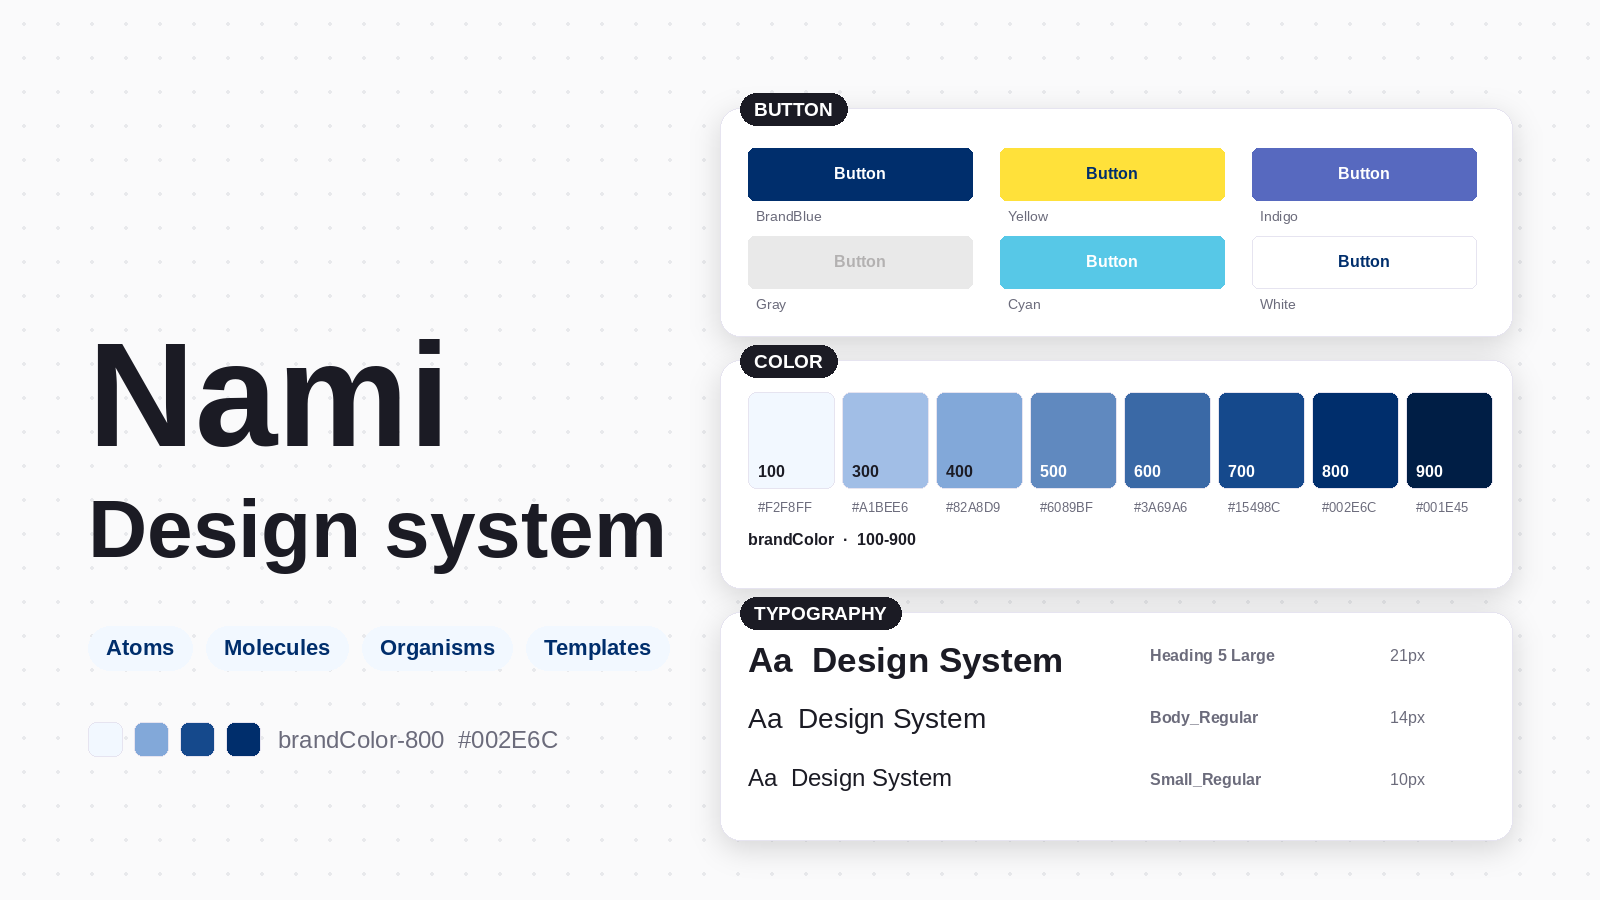 Nami
Design system
Atoms Molecules Organisms Templates
brandColor-800 #002E6C
BUTTON
Button Button Button
BrandBlue Yellow Indigo
Button Button Button
Gray Cyan White
COLOR
100 300 400 500 600 700 800 900
#F2F8FF #A1BEE6 #82A8D9 #6089BF #3A69A6 #15498C #002E6C #001E45
brandColor · 100-900
TYPOGRAPHY
Aa Design System Heading 5 Large 21px
Aa Design System Body_Regular 14px
Aa Design System Small_Regular 10px